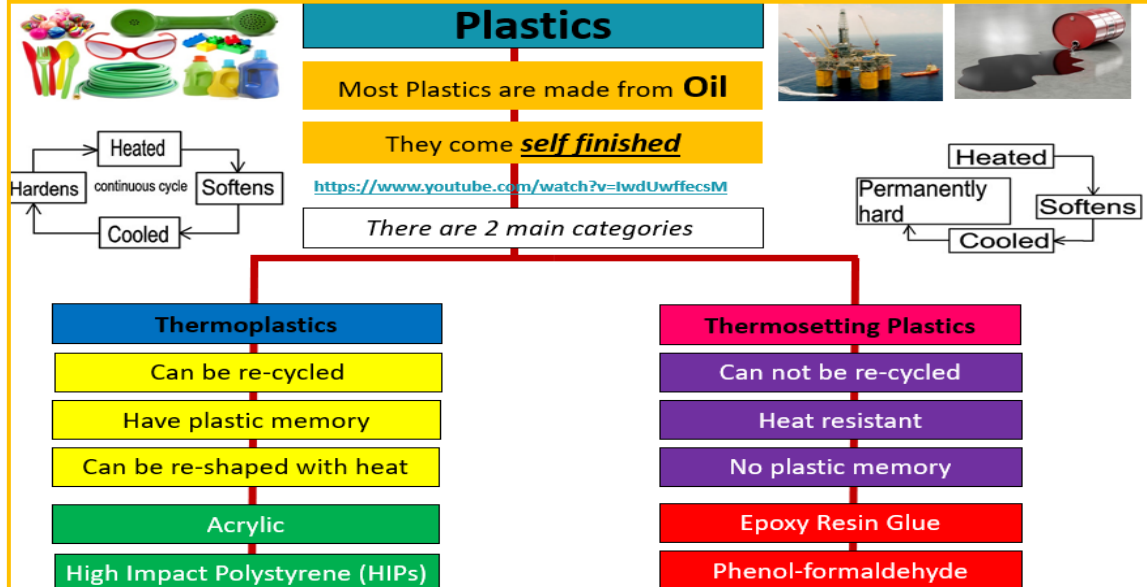 Plastics
Most Plastics are made from Oil
They come self finished
https://www.youtube.com/watch?v=IwdUwffecsM
There are 2 main categories
Heated
Hardens
continuous cycle
Softens
Cooled
Heated
Permanently
hard
Softens
Cooled
Thermoplastics
Can be re-cycled
Have plastic memory
Can be re-shaped with heat
Acrylic
High Impact Polystyrene (HIPs)
Thermosetting Plastics
Can not be re-cycled
Heat resistant
No plastic memory
Epoxy Resin Glue
Phenol-formaldehyde